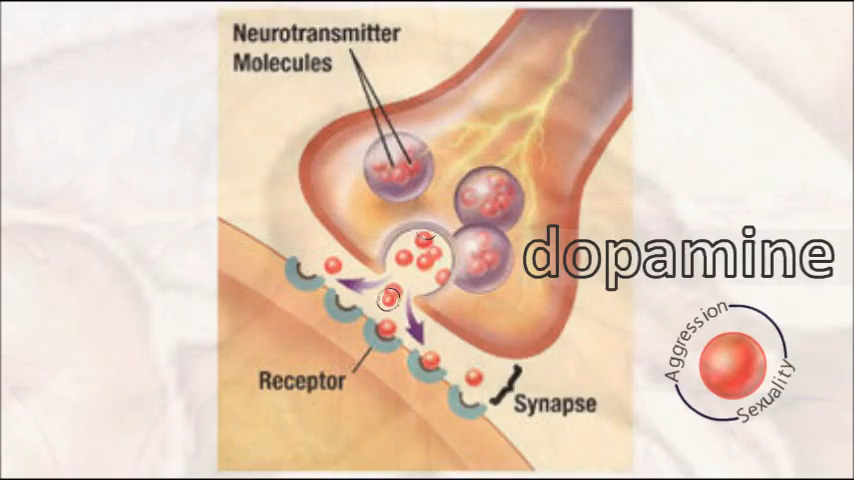 Neurotransmitter
Molecules
dopamine
Aggression
Sexuality
Receptor
Synapse